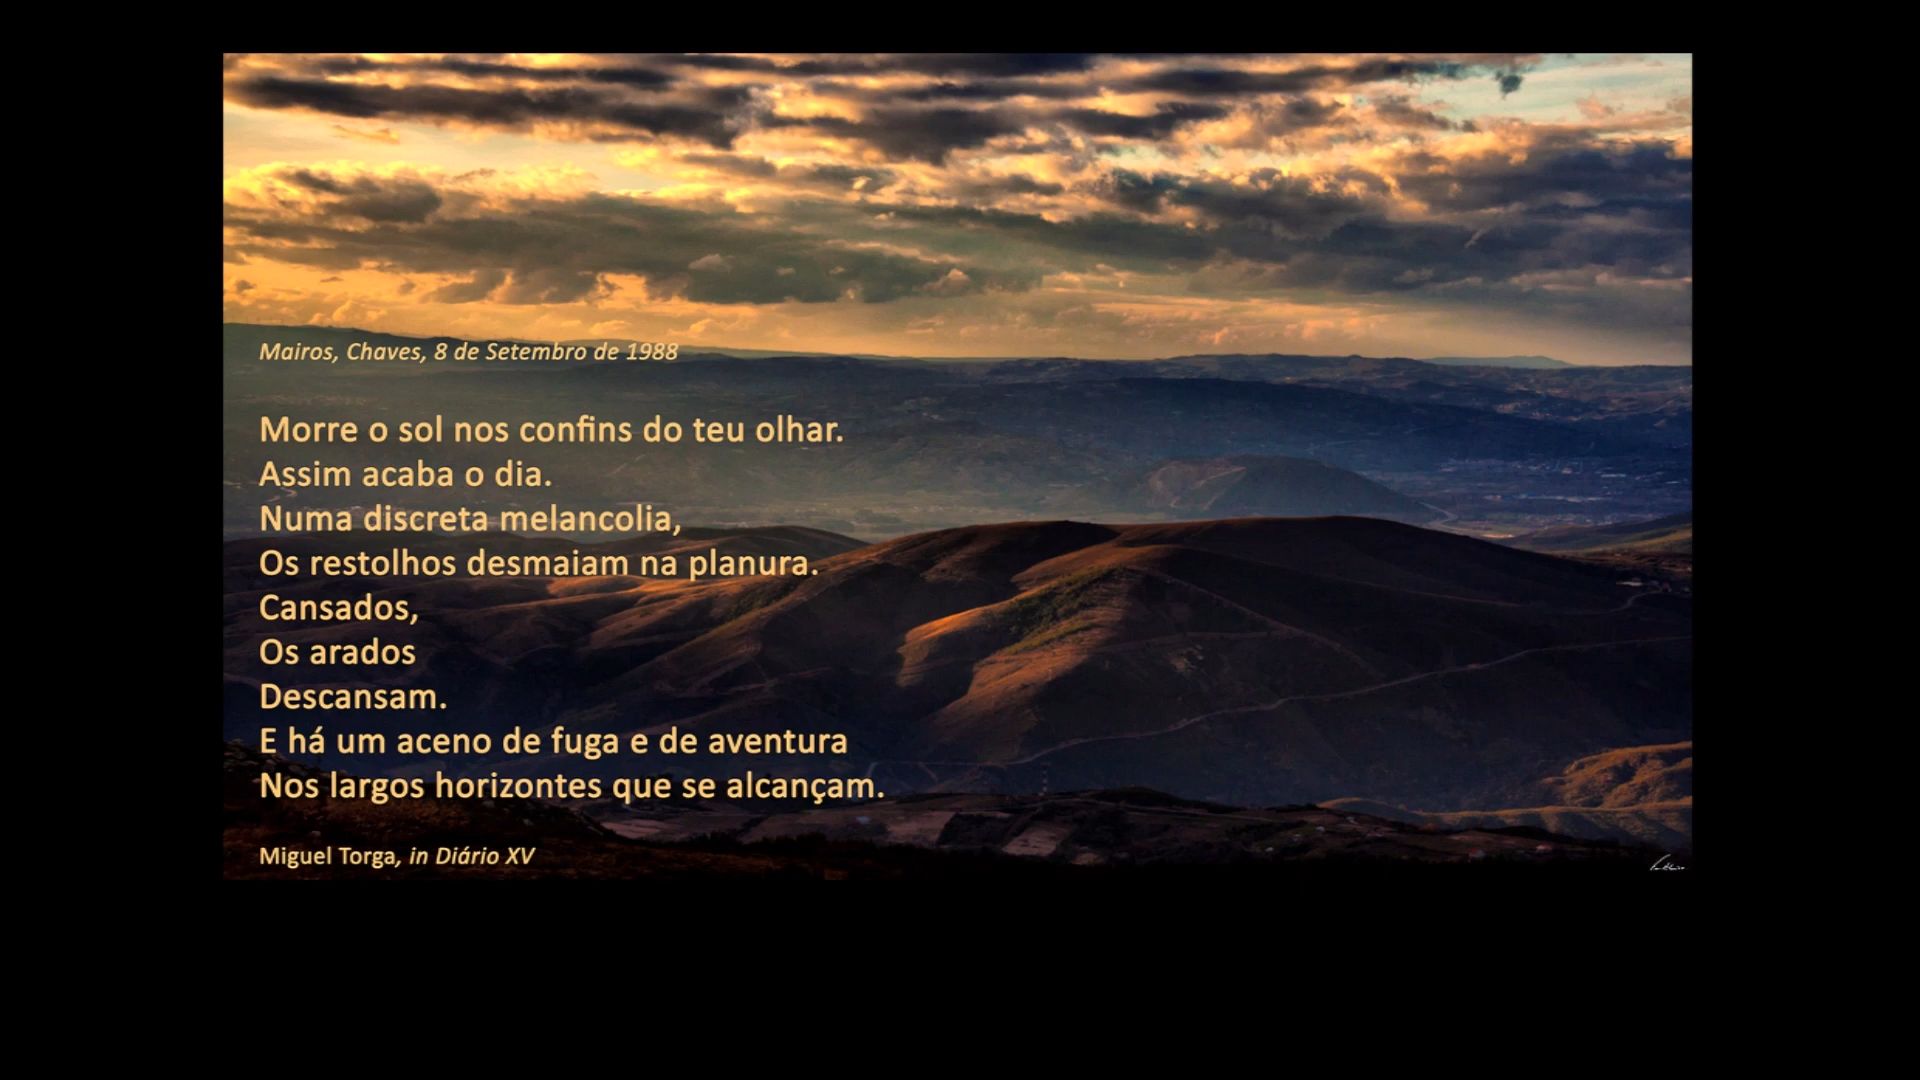 Mairos, Chaves, 8 de Setembro de 1988
Morre o sol nos confins do teu olhar.
Assim acaba o dia.
Numa discreta melancolia,
Os restolhos desmaiam na planura.
Cansados,
Os arados
Descansam.
E há um aceno de fuga e de aventura
Nos largos horizontes que se alcançam.
Miguel Torga, in Diário XV